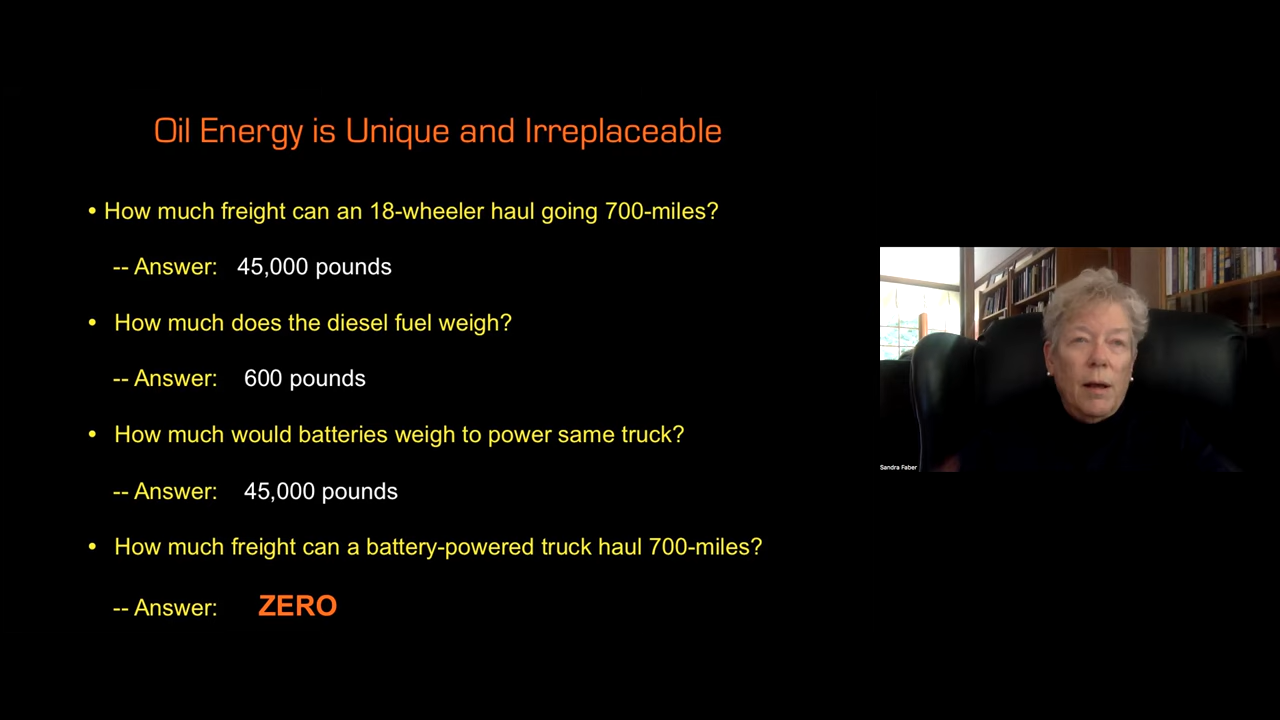 Oil Energy is Unique and Irreplaceable
• How much freight can an 18-wheeler haul going 700-miles?
-- Answer: 45,000 pounds
• How much does the diesel fuel weigh?
-- Answer: 600 pounds
• How much would batteries weigh to power same truck?
-- Answer: 45,000 pounds
• How much freight can a battery-powered truck haul 700-miles?
-- Answer: ZERO
Sandra Faber